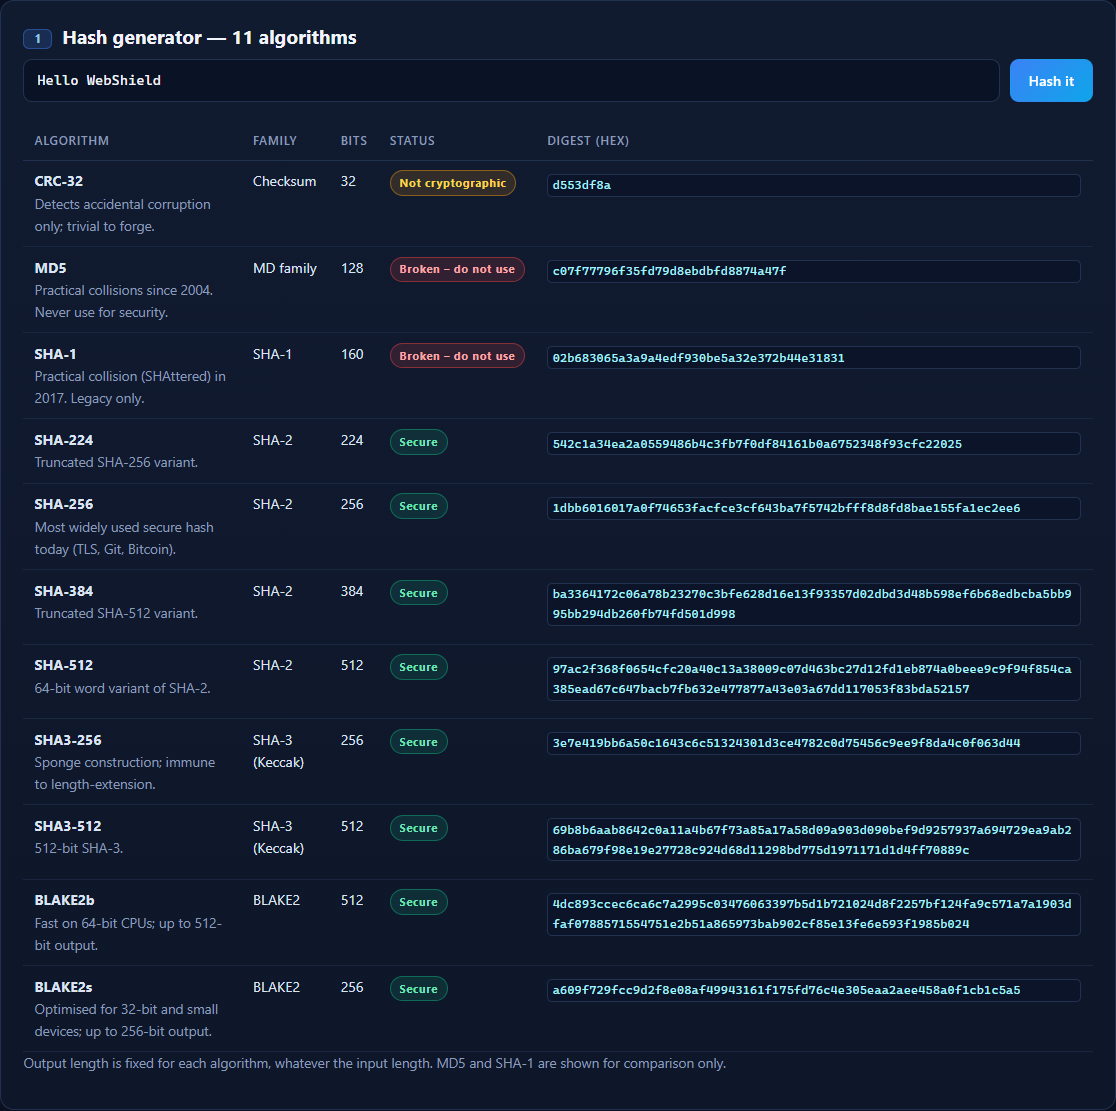 1 Hash generator — 11 algorithms
Hello WebShield
Hash it
ALGORITHM FAMILY BITS STATUS DIGEST (HEX)
CRC-32 Checksum 32 Not cryptographic d553df8a
Detects accidental corruption
only; trivial to forge.
MD5 MD family 128 Broken – do not use c07f77796f35fd79d8ebdbfd8874a47f
Practical collisions since 2004.
Never use for security.
SHA-1 SHA-1 160 Broken – do not use 02b683065a3a9a4edf930be5a32e372b44e31831
Practical collision (SHAttered) in
2017. Legacy only.
SHA-224 SHA-2 224 Secure 542c1a34ea2a0559486b4c3fb7f0df84161b0a6752348f93cfc22025
Truncated SHA-256 variant.
SHA-256 SHA-2 256 Secure 1dbb6016017a0f74653facfce3cf643ba7f5742bfff8d8fd8bae155fa1ec2ee6
Most widely used secure hash
today (TLS, Git, Bitcoin).
SHA-384 SHA-2 384 Secure ba3364172c06a78b23270c3bfe628d16e13f93357d02dbd3d48b598ef6b68edbcba5bb9
Truncated SHA-512 variant. 95bb294db260fb74fd501d998
SHA-512 SHA-2 512 Secure 97ac2f368f0654cfc20a40c13a38009c07d463bc27d12fd1eb874a0beee9c9f94f854ca
64-bit word variant of SHA-2. 385ead67c647bacb7fb632e477877a43e03a67dd117053f83bda52157
SHA3-256 SHA-3 256 Secure 3e7e419bb6a50c1643c6c51324301d3ce4782c0d75456c9ee9f8da4c0f063d44
Sponge construction; immune (Keccak)
to length-extension.
SHA3-512 SHA-3 512 Secure 69b8b6aab8642c0a11a4b67f73a85a17a58d09a903d090bef9d9257937a694729ea9ab2
512-bit SHA-3. (Keccak) 86ba679f98e19e27728c924d68d11298bd775d1971171d1d4ff70889c
BLAKE2b BLAKE2 512 Secure 4dc893ccec6ca6c7a2995c03476063397b5d1b721024d8f2257bf124fa9c571a7a1903d
Fast on 64-bit CPUs; up to 512- faf0788571554751e2b51a865973bab902cf85e13fe6e593f1985b024
bit output.
BLAKE2s BLAKE2 256 Secure a609f729fcc9d2f8e08af49943161f175fd76c4e305eaa2aee458a0f1cb1c5a5
Optimised for 32-bit and small
devices; up to 256-bit output.
Output length is fixed for each algorithm, whatever the input length. MD5 and SHA-1 are shown for comparison only.